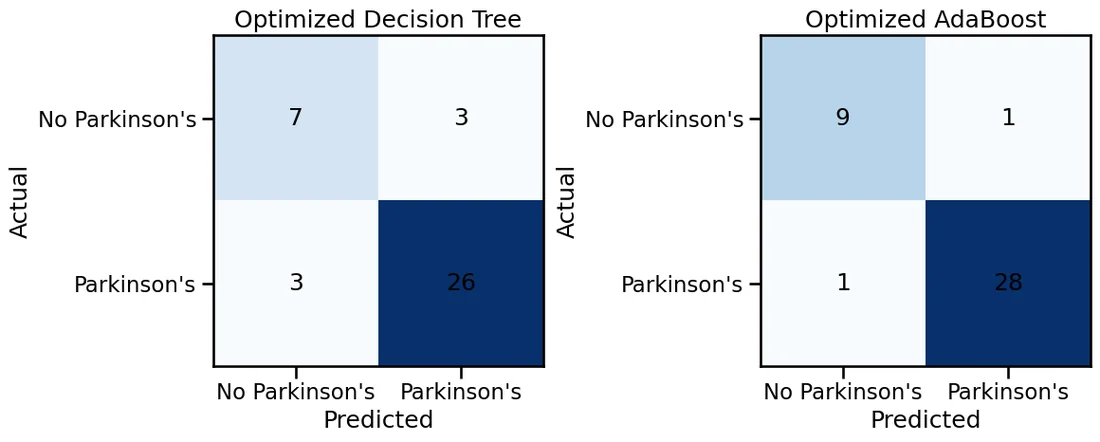 Optimized Decision Tree
Actual
No Parkinson's
7 3
Parkinson's
3 26
No Parkinson's Parkinson's
Predicted
Optimized AdaBoost
Actual
No Parkinson's
9 1
Parkinson's
1 28
No Parkinson's Parkinson's
Predicted